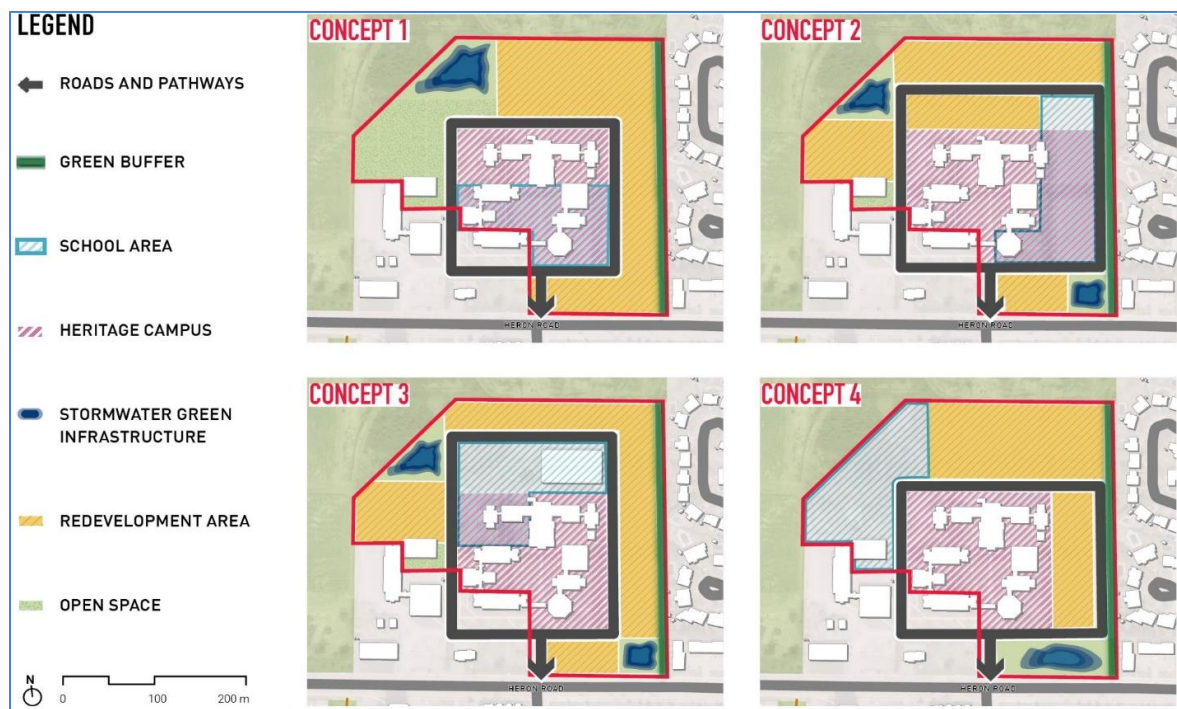 LEGEND
ROADS AND PATHWAYS
GREEN BUFFER
SCHOOL AREA
HERITAGE CAMPUS
STORMWATER GREEN
INFRASTRUCTURE
REDEVELOPMENT AREA
OPEN SPACE
N
0 100 200 m
CONCEPT 1
HERON ROAD
CONCEPT 2
HERON ROAD
CONCEPT 3
HERON ROAD
CONCEPT 4
HERON ROAD